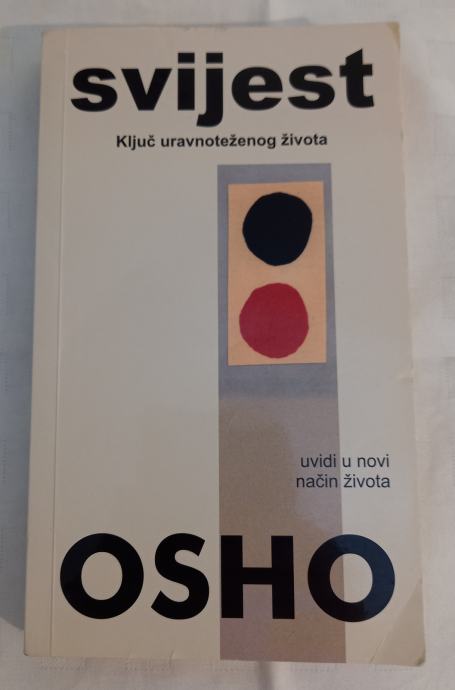 svijest
Ključ uravnoteženog života
uvidi u novi
način života
OSHO